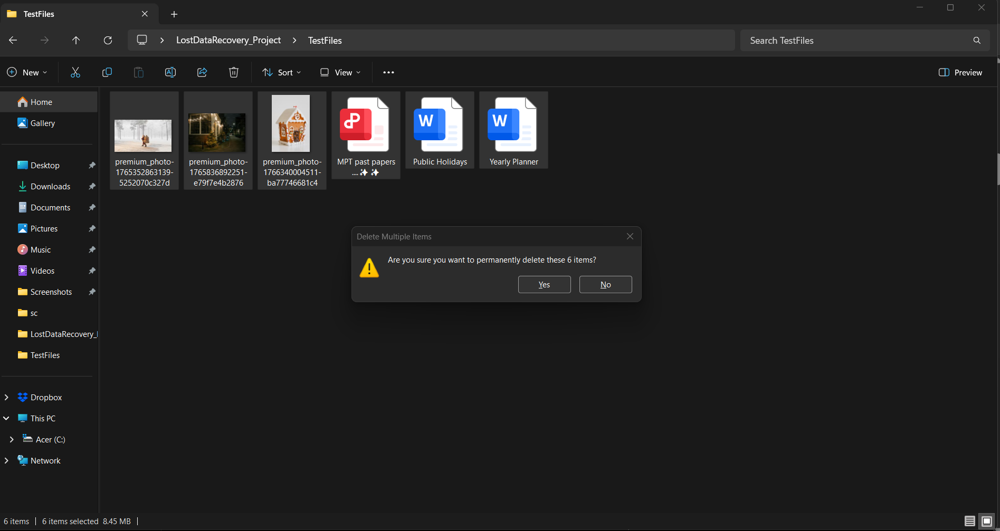 TestFiles
LostDataRecovery_Project
TestFiles
Search TestFiles
New
Sort
View
Preview
Home
Gallery
Desktop
Downloads
Documents
Pictures
Music
Videos
Screenshots
sc
LostDataRecovery_
TestFiles
Dropbox
This PC
Acer (C:)
Network
premium_photo-
1765352863139-
5252070c327d
premium_photo-
1765836892251-
e79f7e4b2876
premium_photo-
1766340004511-
ba77746681c4
MPT past papers
....✨ ✨
W
Public Holidays
W
Yearly Planner
Delete Multiple Items
Are you sure you want to permanently delete these 6 items?
Yes
No
6 items
6 items selected 8.45 MB